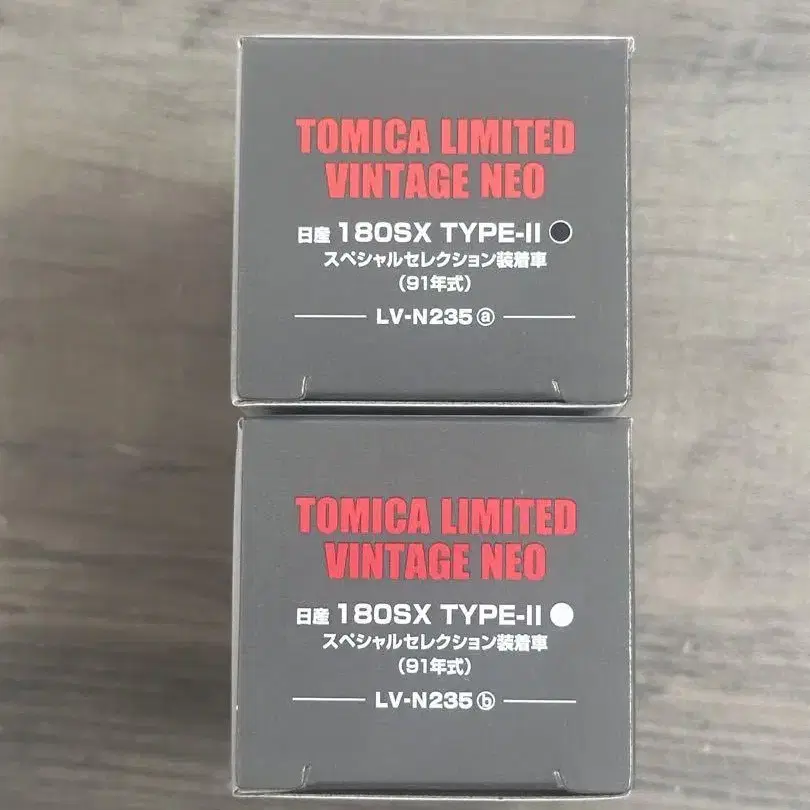 TOMICA LIMITED
VINTAGE NEO
日産 180SX TYPE-II
スペシャルセレクション装着車
(91年式)
LV-N235 ⓐ
TOMICA LIMITED
VINTAGE NEO
日産 180SX TYPE-II
スペシャルセレクション装着車
(91年式)
LV-N235 ⓑ